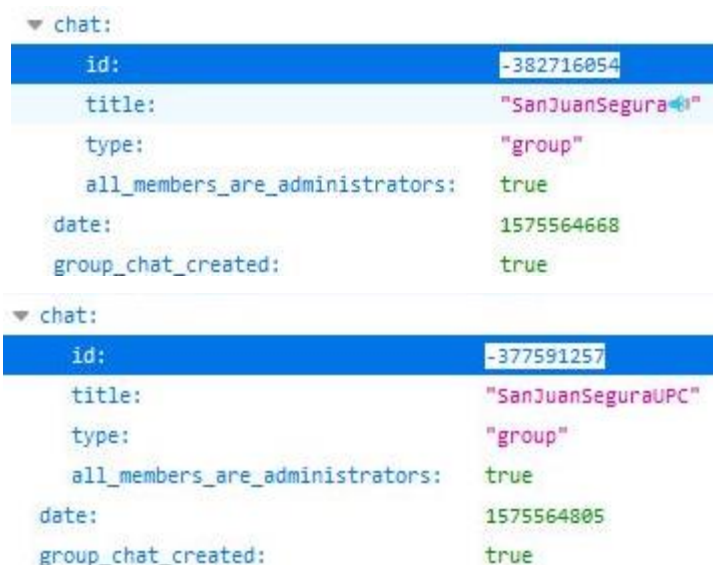 chat:
id: -382716054
title: "SanJuanSegura🔊"
type: "group"
all_members_are_administrators: true
date: 1575564668
group_chat_created: true
chat:
id: -377591257
title: "SanJuanSeguraUPC"
type: "group"
all_members_are_administrators: true
date: 1575564805
group_chat_created: true